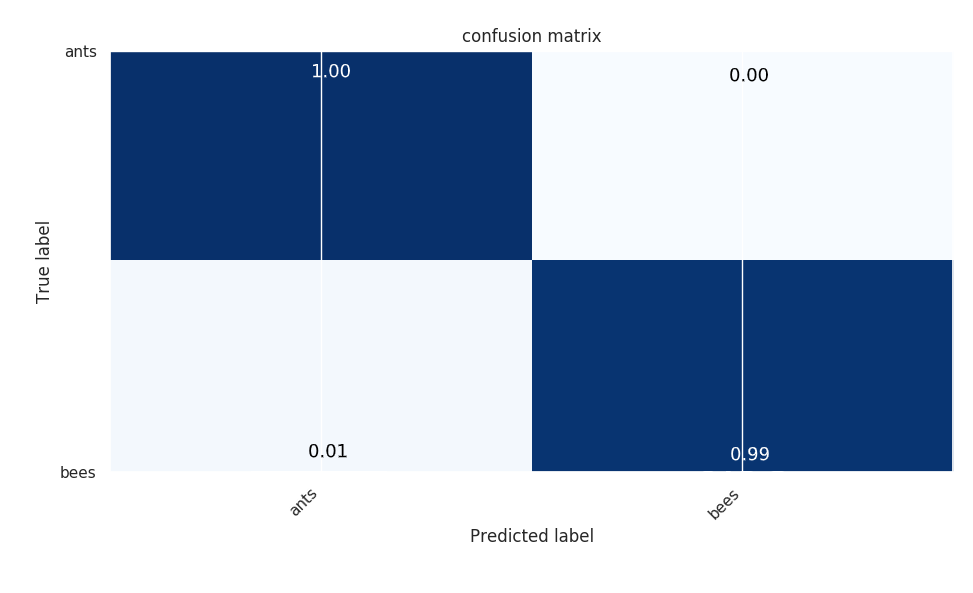 confusion matrix
ants
1.00
0.00
True label
0.01
0.99
bees
ants
bees
Predicted label